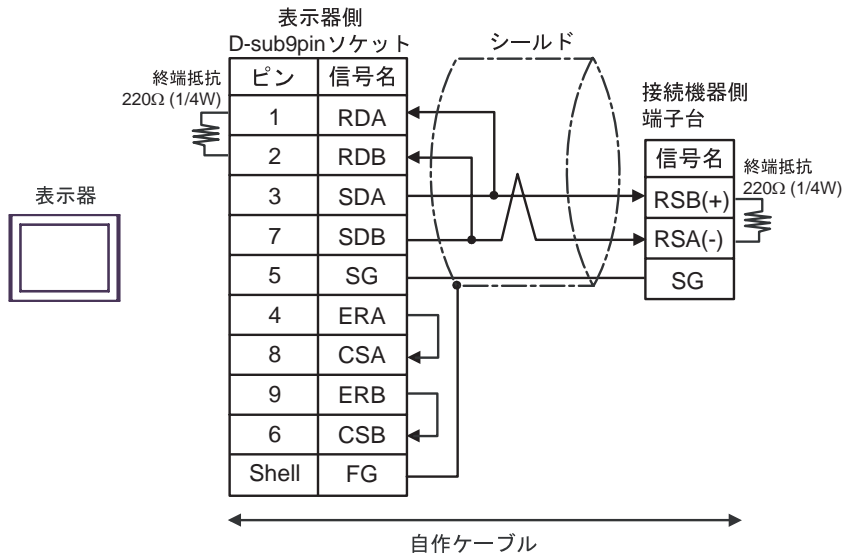 表示器側
D-sub9pinソケット
シールド
終端抵抗
220Ω (1/4W)
ピン 信号名
1 RDA
2 RDB
3 SDA
7 SDB
5 SG
4 ERA
8 CSA
9 ERB
6 CSB
Shell FG
表示器
接続機器側
端子台
信号名
RSB(+)
RSA(-)
SG
終端抵抗
220Ω (1/4W)
自作ケーブル